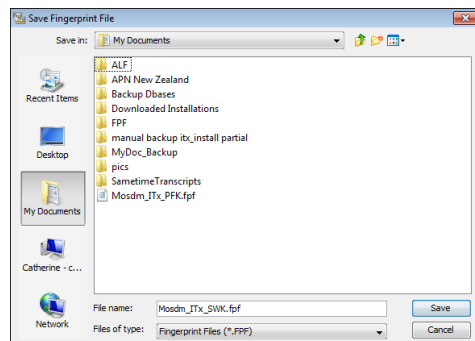 Save Fingerprint File
Save in:
My Documents
ALF
APN New Zealand
Backup Dbases
Downloaded Installations
FPF
manual backup itx_install partial
MyDoc_Backup
pics
SametimeTranscripts
Mosdm_ITx_PFK.fpf
Recent Items
Desktop
My Documents
Catherine - c...
Network
File name:
Mosdm_ITx_SWK.fpf
Save
Files of type:
Fingerprint Files (*.FPF)
Cancel